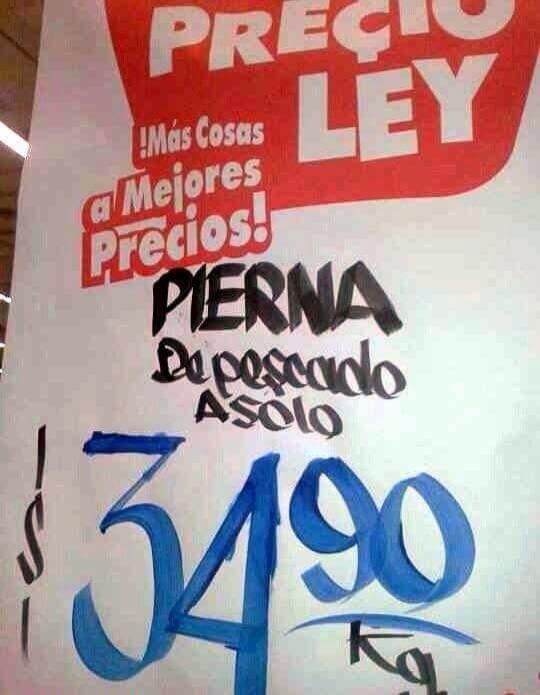 PRECIO
LEY
!Más Cosas
a Mejores
Precios!
PIERNA
De pescado
A SOLO
$ 34 90
Kg